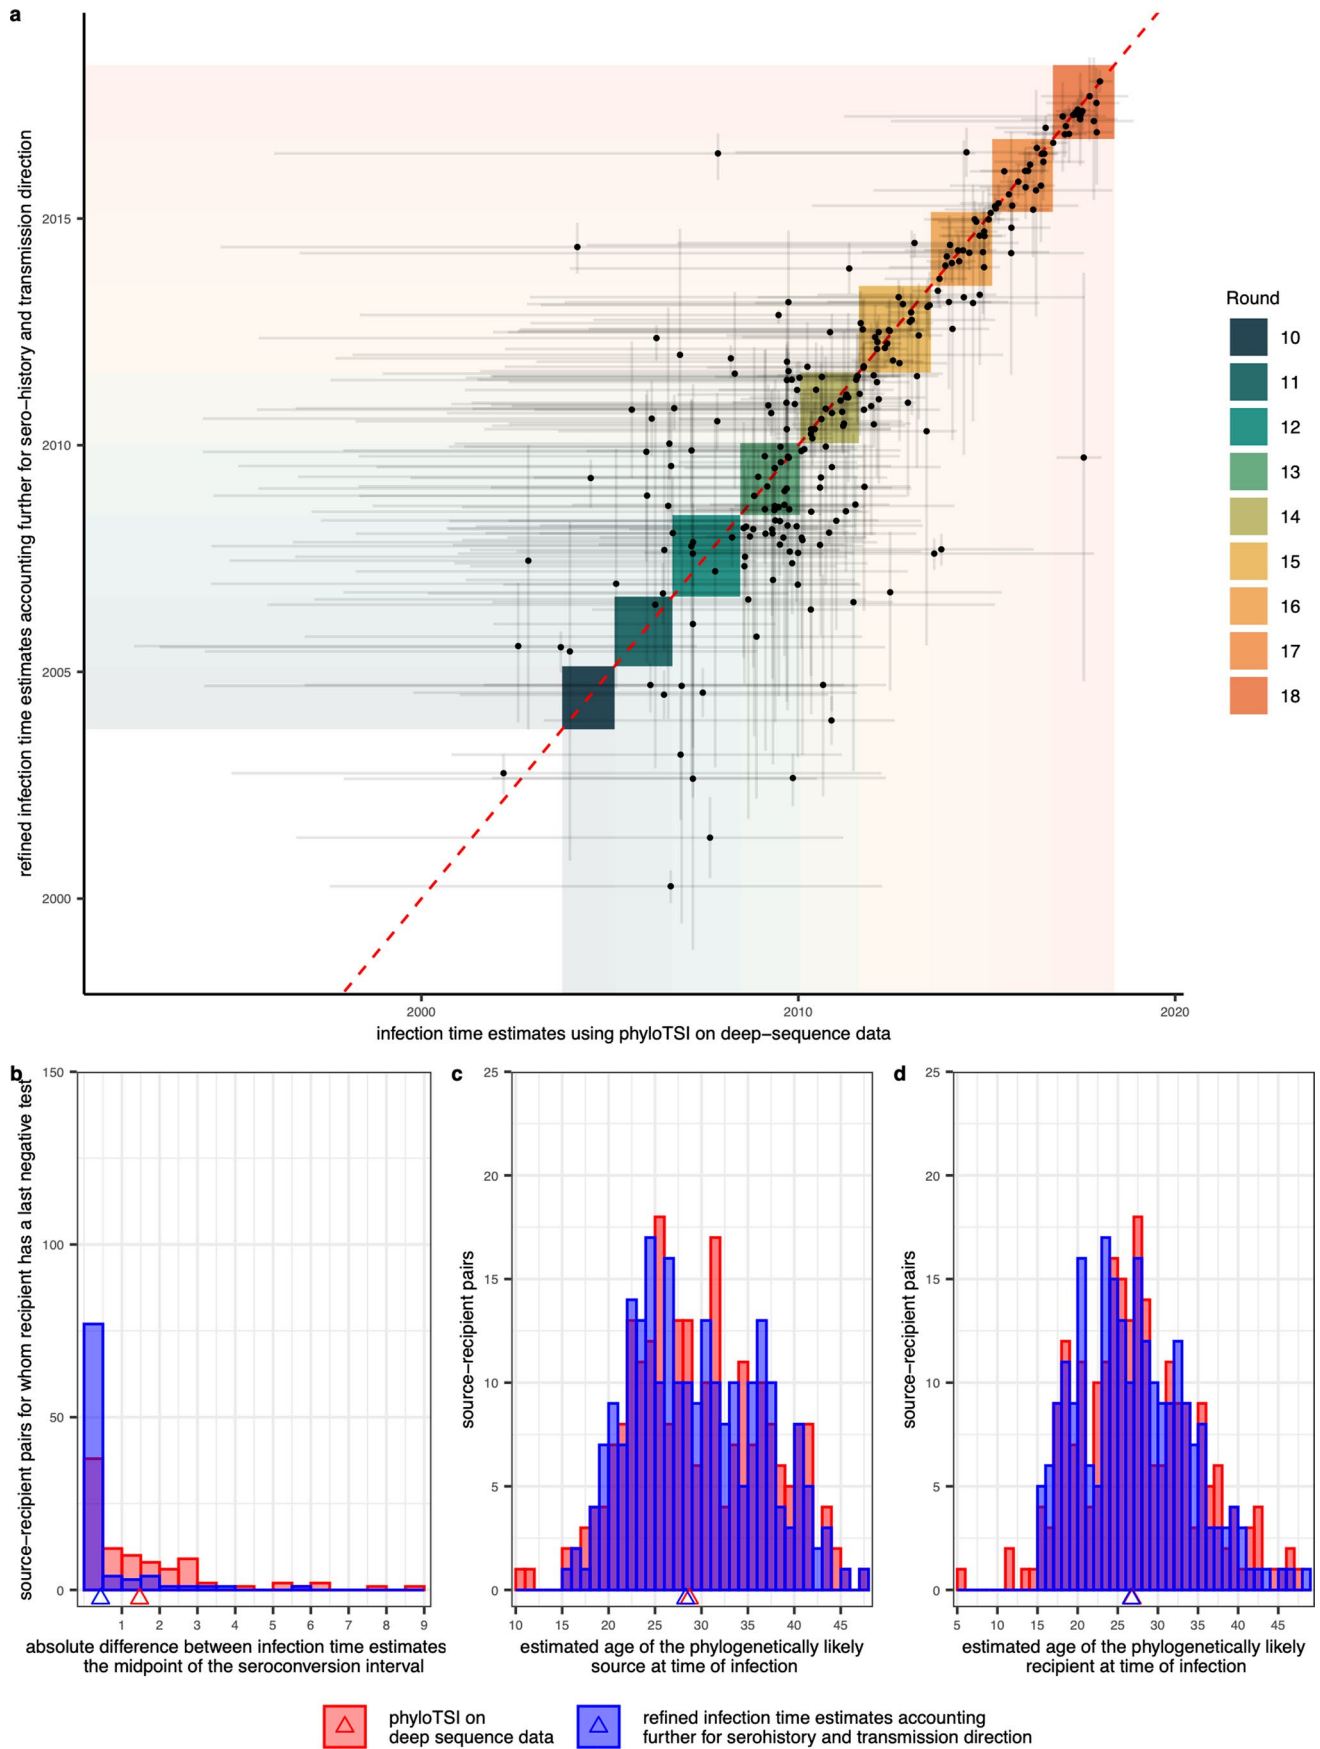 a
refined infection time estimates accounting further for sero−history and transmission direction
2015
2010
2005
2000
2000
2010
2020
infection time estimates using phyloTSI on deep−sequence data
Round
10
11
12
13
14
15
16
17
18
b
source−recipient pairs for whom recipient has a last negative test
150
100
50
0
1
2
3
4
5
6
7
8
9
absolute difference between infection time estimates
the midpoint of the seroconversion interval
c
source−recipient pairs
25
20
15
10
5
0
10
15
20
25
30
35
40
45
estimated age of the phylogenetically likely
source at time of infection
d
source−recipient pairs
25
20
15
10
5
0
5
10
15
20
25
30
35
40
45
estimated age of the phylogenetically likely
recipient at time of infection
phyloTSI on
deep sequence data
refined infection time estimates accounting
further for serohistory and transmission direction